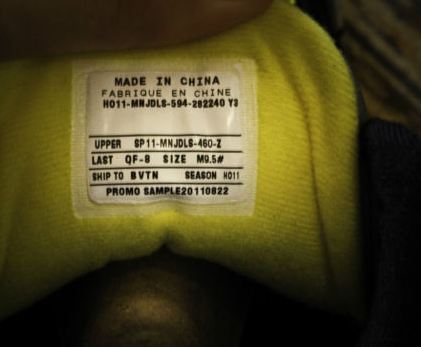 MADE IN CHINA
FABRIQUE EN CHINE
HO11-MNJDLS-594-282240 Y3
UPPER SP11-MNJDLS-460-Z
LAST QF-8 SIZE M9.5#
SHIP TO BVTN SEASON HO11
PROMO SAMPLE20110822